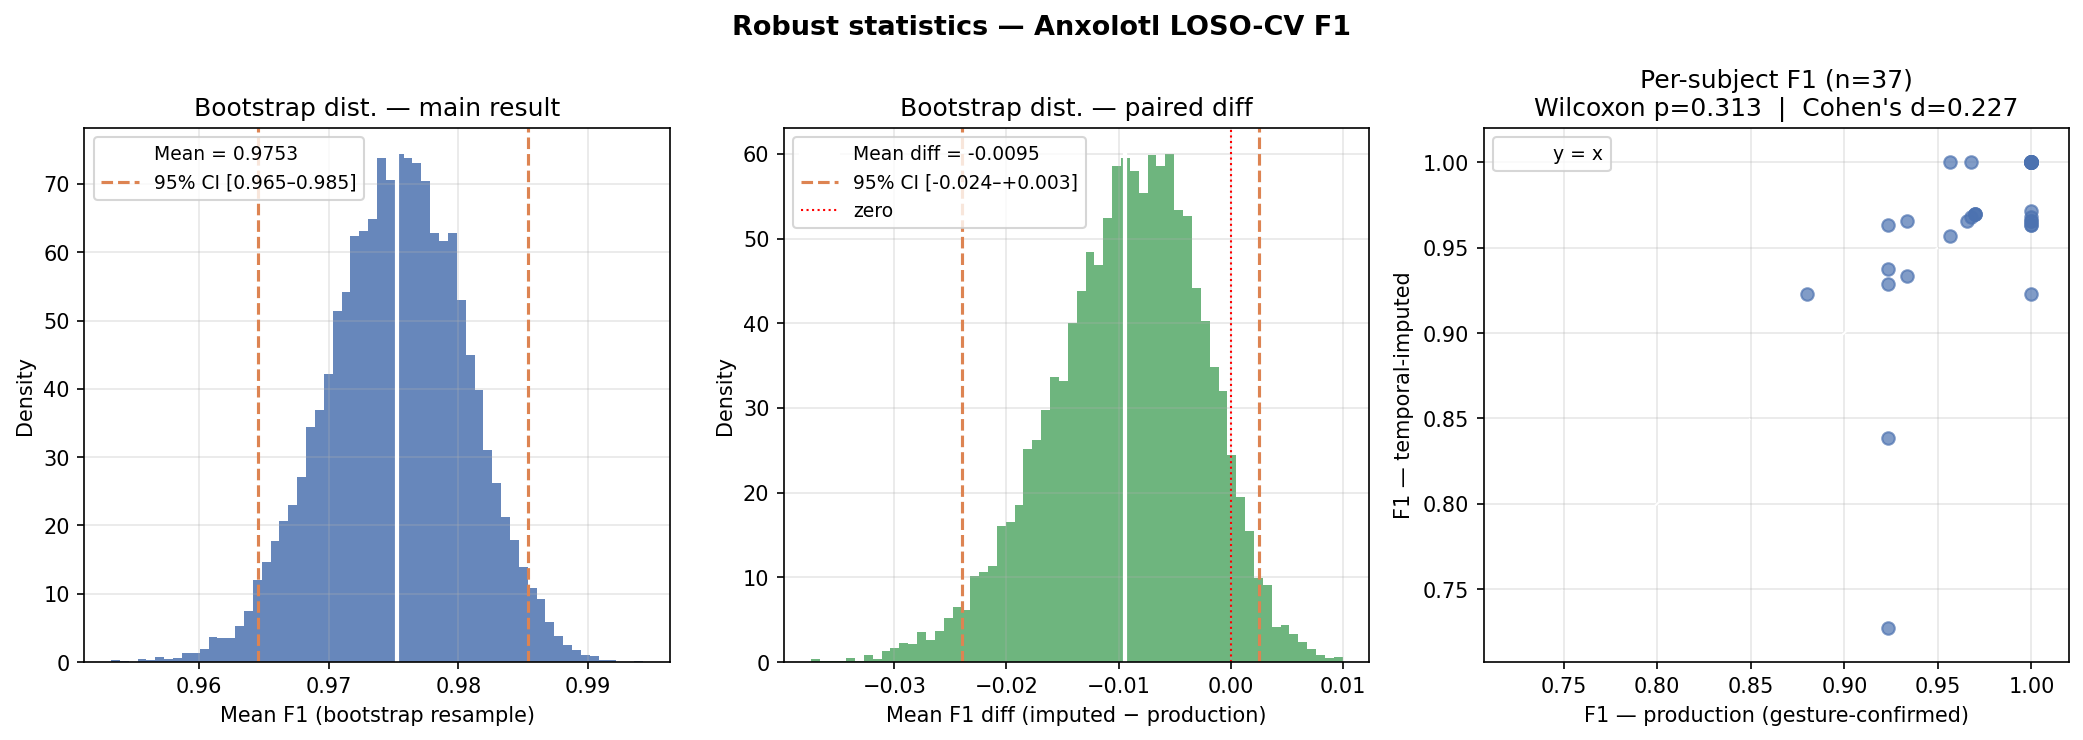 Robust statistics — Anxolotl LOSO-CV F1
Bootstrap dist. — main result
Mean = 0.9753
95% CI [0.965–0.985]
Density
0
10
20
30
40
50
60
70
0.96
0.97
0.98
0.99
Mean F1 (bootstrap resample)
Bootstrap dist. — paired diff
Mean diff = -0.0095
95% CI [-0.024–+0.003]
zero
Density
0
10
20
30
40
50
60
−0.03
−0.02
−0.01
0.00
0.01
Mean F1 diff (imputed − production)
Per-subject F1 (n=37)
Wilcoxon p=0.313 | Cohen's d=0.227
y = x
F1 — temporal-imputed
1.00
0.95
0.90
0.85
0.80
0.75
0.75
0.80
0.85
0.90
0.95
1.00
F1 — production (gesture-confirmed)